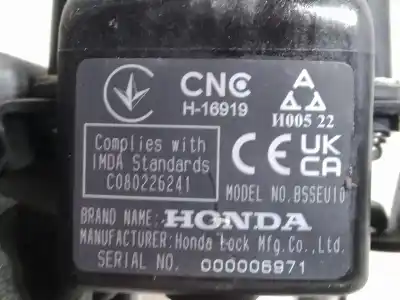 CNC
H-16919
И005 22
Complies with
IMDA Standards
C080226241
CE
UK
CA
MODEL NO.BSSEU10
BRAND NAME: HONDA
MANUFACTURER:Honda Lock Mfg.Co.,Ltd.
SERIAL NO. 000006971